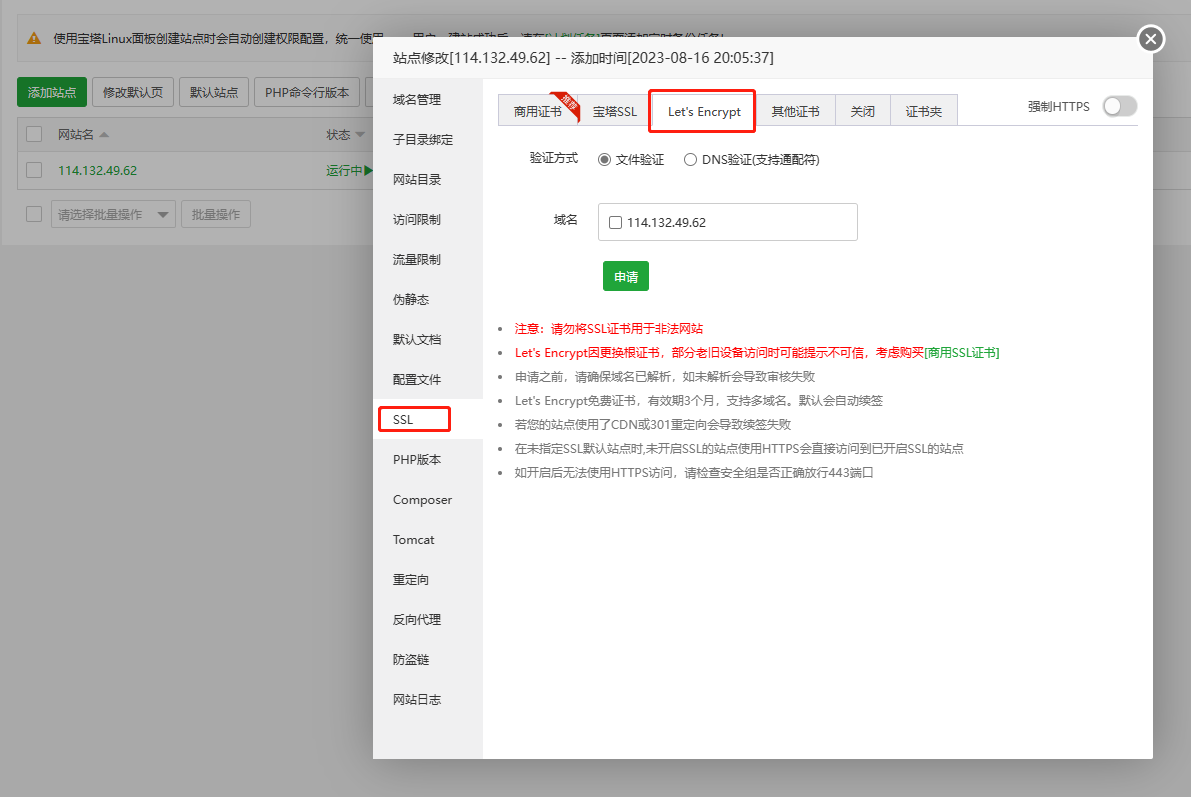 使用宝塔Linux面板创建站点时会自动创建权限配置，统一使用
站点修改[114.132.49.62] -- 添加时间[2023-08-16 20:05:37]
添加站点 修改默认页 默认站点 PHP命令行版本
网站名 状态
114.132.49.62 运行中
请选择批量操作 批量操作
域名管理
子目录绑定
网站目录
访问限制
流量限制
伪静态
默认文档
配置文件
SSL
PHP版本
Composer
Tomcat
重定向
反向代理
防盗链
网站日志
商用证书 推荐 宝塔SSL Let's Encrypt 其他证书 关闭 证书夹 强制HTTPS
验证方式 文件验证 DNS验证(支持通配符)
域名 114.132.49.62
申请
注意：请勿将SSL证书用于非法网站
Let's Encrypt因更换根证书，部分老旧设备访问时可能提示不可信，考虑购买[商用SSL证书]
申请之前，请确保域名已解析，如未解析会导致审核失败
Let's Encrypt免费证书，有效期3个月，支持多域名。默认会自动续签
若您的站点使用了CDN或301重定向会导致续签失败
在未指定SSL默认站点时,未开启SSL的站点使用HTTPS会直接访问到已开启SSL的站点
如开启后无法使用HTTPS访问，请检查安全组是否正确放行443端口